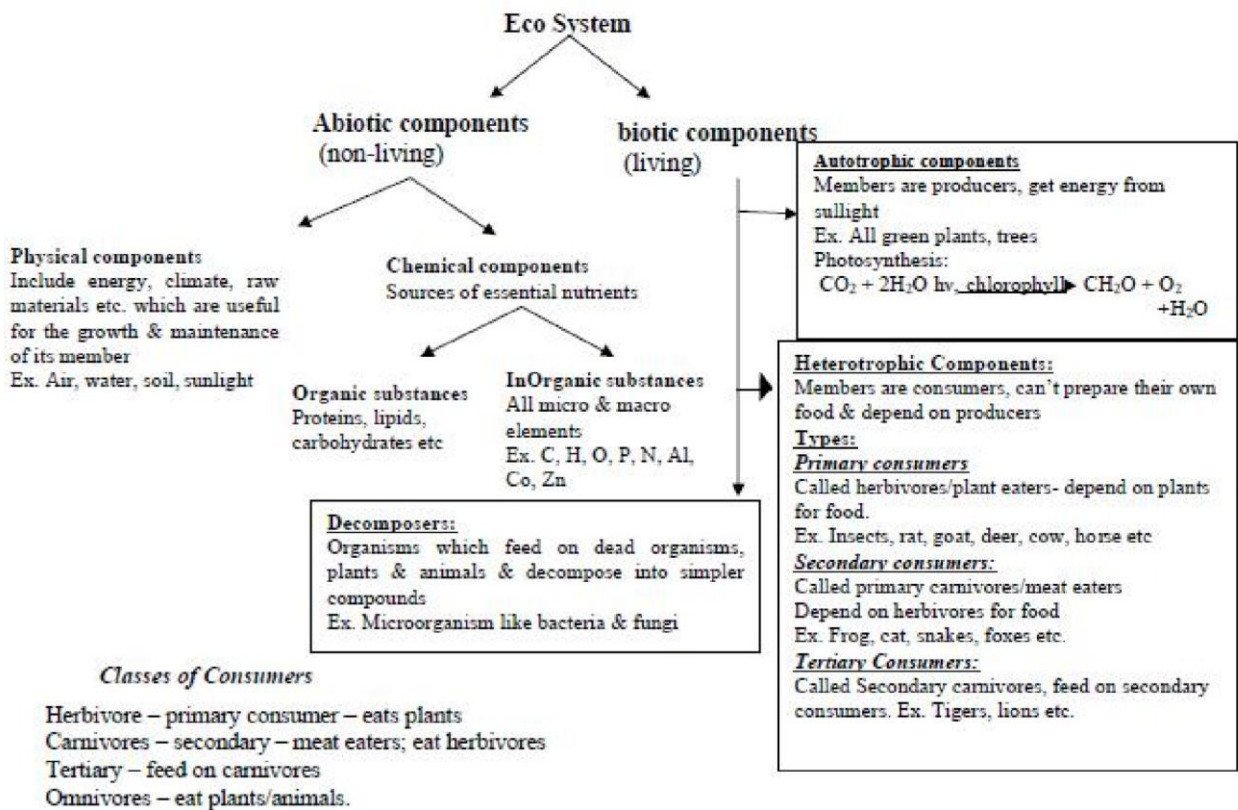 Eco System
Abiotic components
(non-living)
biotic components
(living)
Autotrophic components
Members are producers, get energy from
sullight
Ex. All green plants, trees
Photosynthesis:
CO₂ + 2H₂O hv, chlorophyll CH₂O + O₂
+H₂O
Physical components
Include energy, climate, raw
materials etc. which are useful
for the growth & maintenance
of its member
Ex. Air, water, soil, sunlight
Chemical components
Sources of essential nutrients
Organic substances
Proteins, lipids,
carbohydrates etc
InOrganic substances
All micro & macro
elements
Ex. C, H, O, P, N, Al,
Co, Zn
Heterotrophic Components:
Members are consumers, can't prepare their own
food & depend on producers
Types:
Primary consumers
Called herbivores/plant eaters- depend on plants
for food.
Ex. Insects, rat, goat, deer, cow, horse etc
Secondary consumers:
Called primary carnivores/meat eaters
Depend on herbivores for food
Ex. Frog, cat, snakes, foxes etc.
Tertiary Consumers:
Called Secondary carnivores, feed on secondary
consumers. Ex. Tigers, lions etc.
Decomposers:
Organisms which feed on dead organisms,
plants & animals & decompose into simpler
compounds
Ex. Microorganism like bacteria & fungi
Classes of Consumers
Herbivore – primary consumer – eats plants
Carnivores – secondary – meat eaters; eat herbivores
Tertiary – feed on carnivores
Omnivores – eat plants/animals.